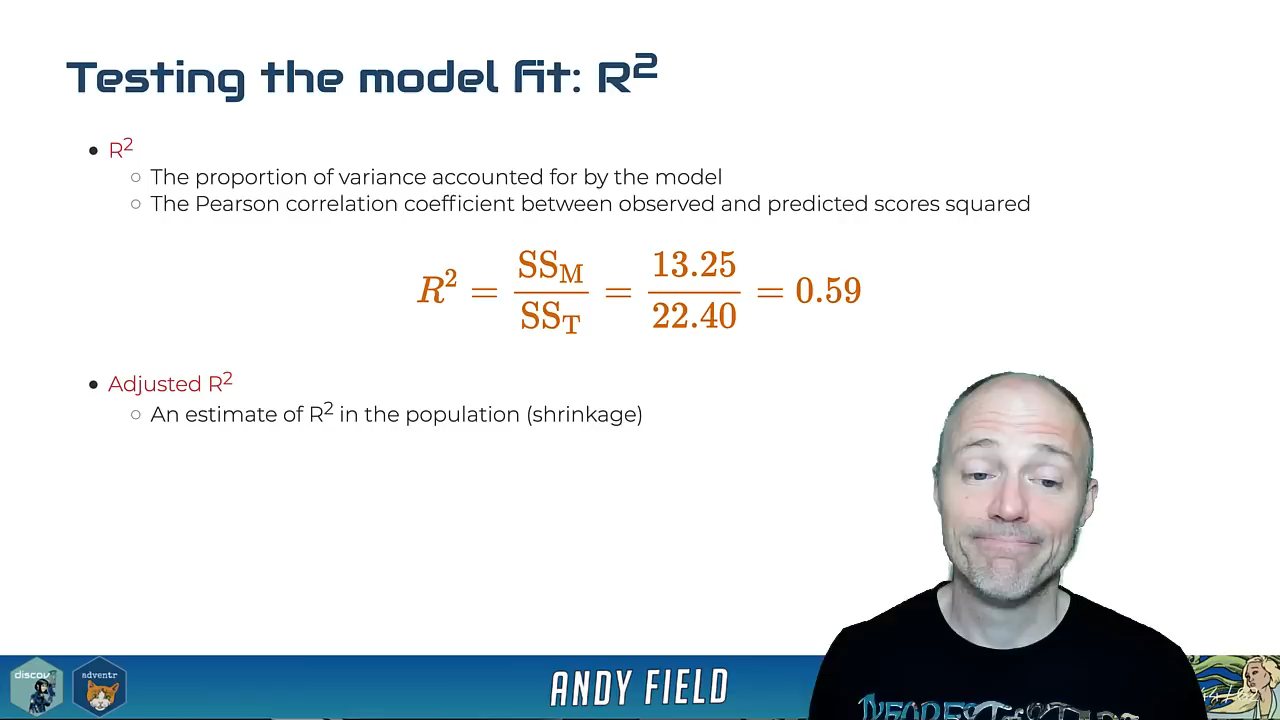 Testing the model fit: R²
• R²
○ The proportion of variance accounted for by the model
○ The Pearson correlation coefficient between observed and predicted scores squared
R² = SS_M / SS_T = 13.25 / 22.40 = 0.59
• Adjusted R²
○ An estimate of R² in the population (shrinkage)
discov
adventr
ANDY FIELD